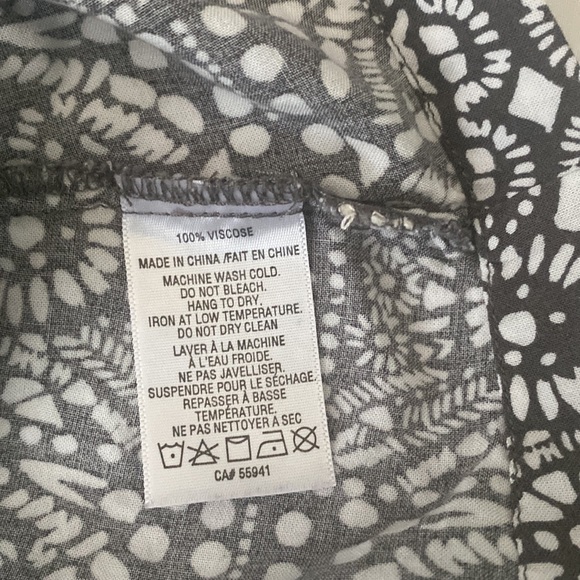 100% VISCOSE
MADE IN CHINA /FAIT EN CHINE
MACHINE WASH COLD.
DO NOT BLEACH.
HANG TO DRY.
IRON AT LOW TEMPERATURE.
DO NOT DRY CLEAN
LAVER À LA MACHINE
À L'EAU FROIDE.
NE PAS JAVELLISER.
SUSPENDRE POUR LE SÉCHAGE.
REPASSER À BASSE
TEMPÉRATURE.
NE PAS NETTOYER À SEC
CA# 55941